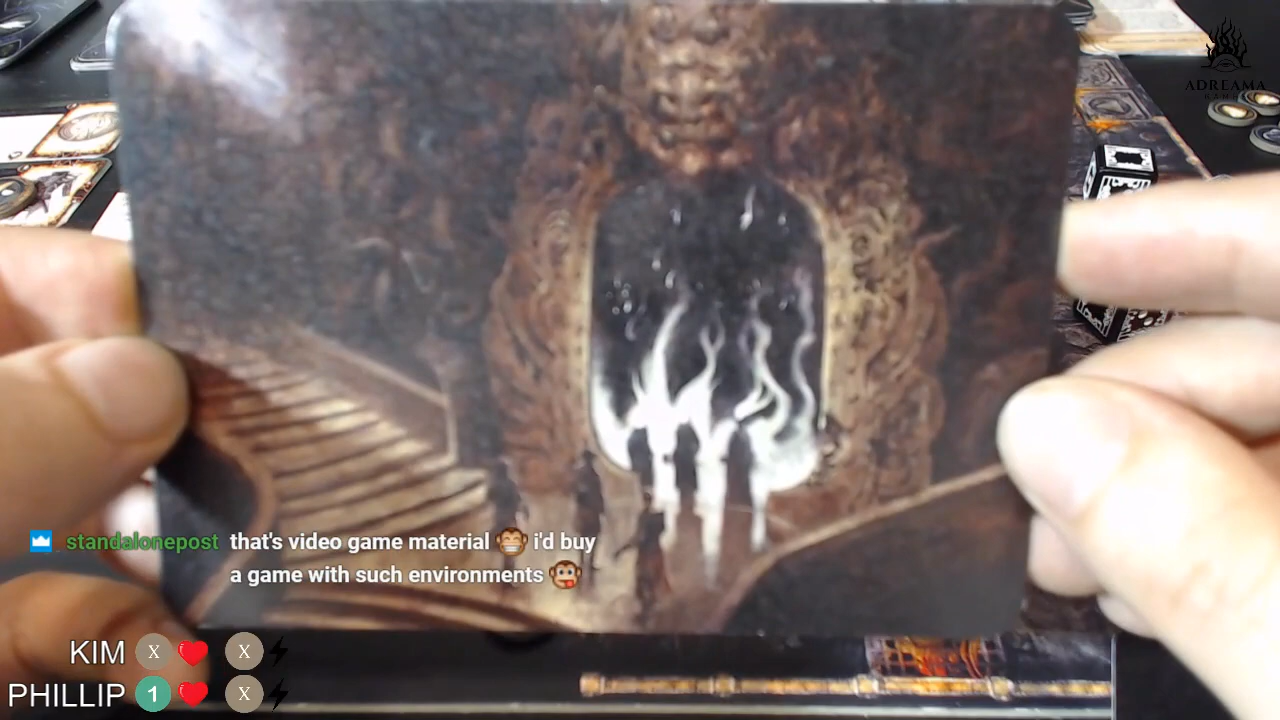 ADREAMA
standalonepost that's video game material i'd buy
a game with such environments
KIM X X
PHILLIP 1 X